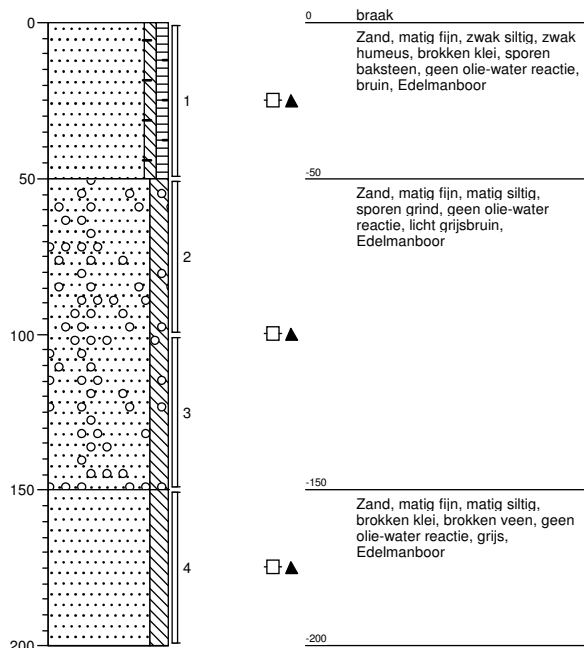 0
50
100
150
200
1
2
3
4
0
braak
Zand, matig fijn, zwak siltig, zwak
humeus, brokken klei, sporen
baksteen, geen olie-water reactie,
bruin, Edelmanboor
-50
Zand, matig fijn, matig siltig,
sporen grind, geen olie-water
reactie, licht grijsbruin,
Edelmanboor
-150
Zand, matig fijn, matig siltig,
brokken klei, brokken veen, geen
olie-water reactie, grijs,
Edelmanboor
-200